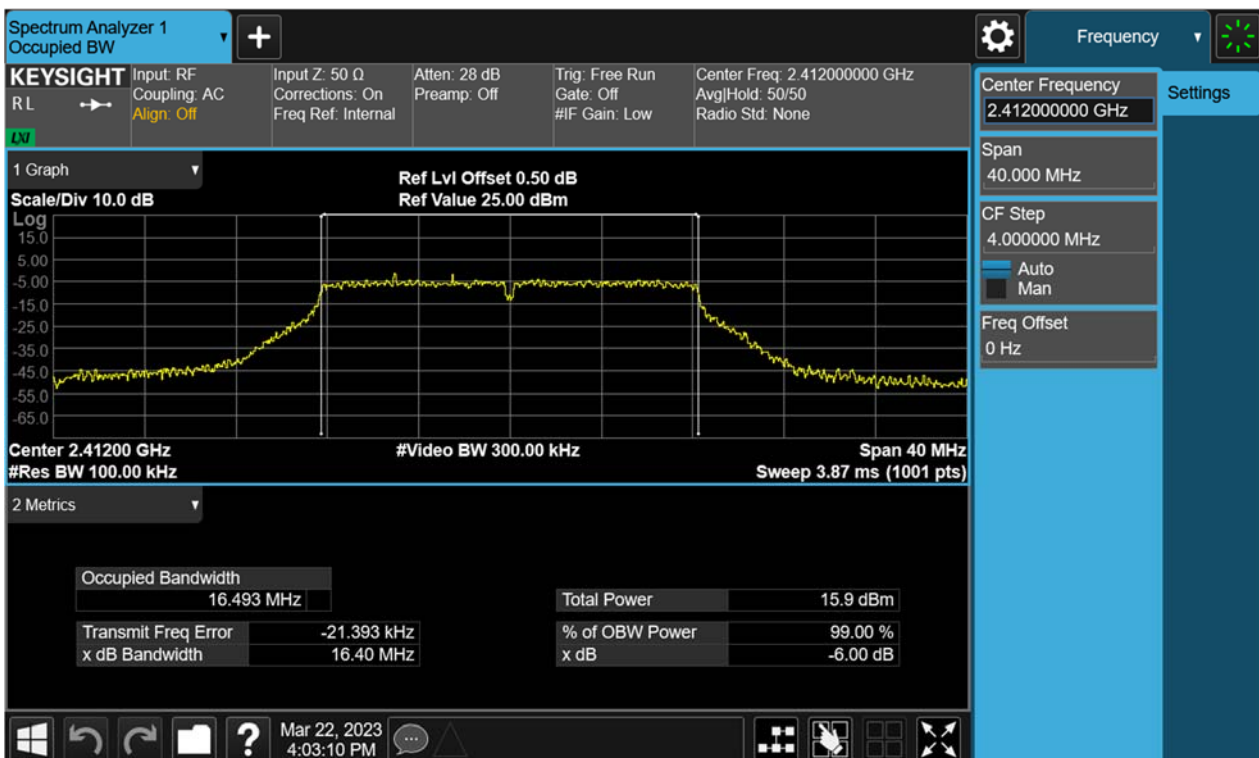 Spectrum Analyzer 1
Occupied BW
Frequency
KEYSIGHT
R L
LXI
Input: RF
Coupling: AC
Align: Off
Input Z: 50 Ω
Corrections: On
Freq Ref: Internal
Atten: 28 dB
Preamp: Off
Trig: Free Run
Gate: Off
#IF Gain: Low
Center Freq: 2.412000000 GHz
Avg|Hold: 50/50
Radio Std: None
Center Frequency
2.412000000 GHz
Settings
Span
40.000 MHz
CF Step
4.000000 MHz
Auto
Man
Freq Offset
0 Hz
1 Graph
Scale/Div 10.0 dB
Ref Lvl Offset 0.50 dB
Ref Value 25.00 dBm
Log
15.0
5.00
-5.00
-15.0
-25.0
-35.0
-45.0
-55.0
-65.0
Center 2.41200 GHz
#Video BW 300.00 kHz
Span 40 MHz
#Res BW 100.00 kHz
Sweep 3.87 ms (1001 pts)
2 Metrics
Occupied Bandwidth
16.493 MHz
Total Power 15.9 dBm
Transmit Freq Error -21.393 kHz
% of OBW Power 99.00 %
x dB Bandwidth 16.40 MHz
x dB -6.00 dB
?
Mar 22, 2023
4:03:10 PM